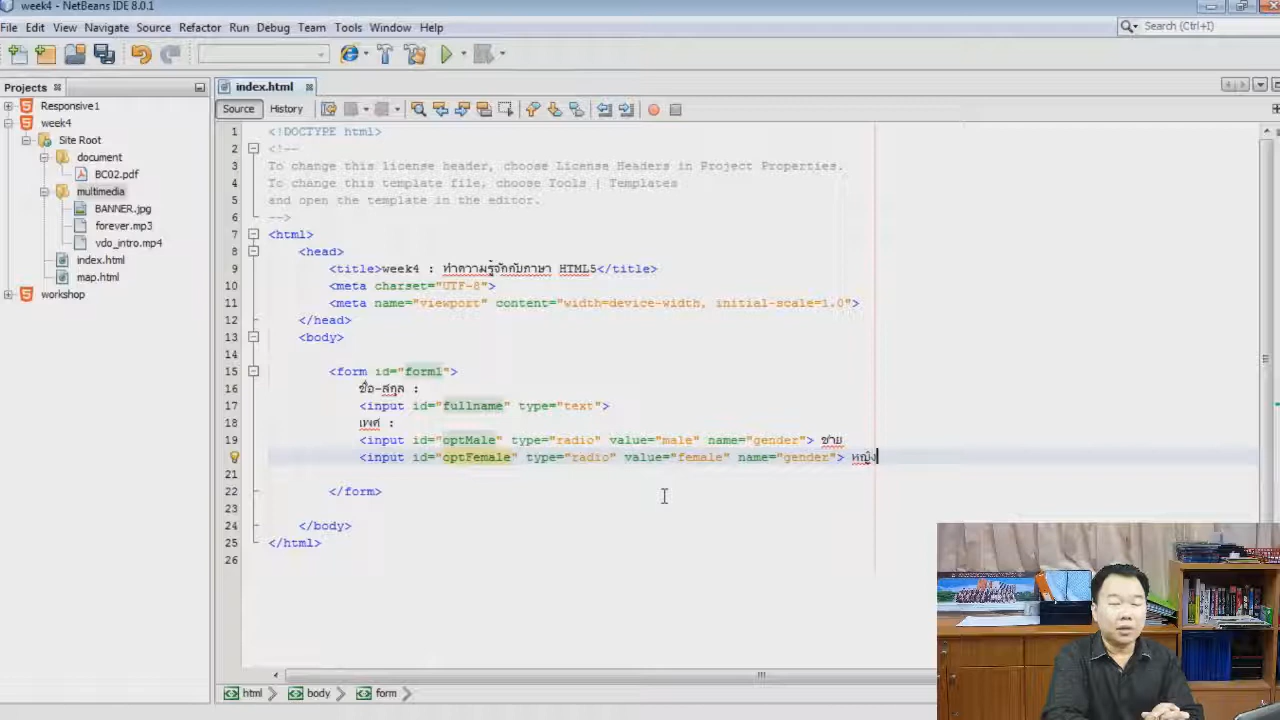 week4 - NetBeans IDE 8.0.1
File Edit View Navigate Source Refactor Run Debug Team Tools Window Help
Search (Ctrl+I)
Projects
index.html
Responsive1
week4
Site Root
document
BC02.pdf
multimedia
BANNER.jpg
forever.mp3
vdo_intro.mp4
index.html
map.html
workshop
Source History
1 <!DOCTYPE html>
2 <!--
3 To change this license header, choose License Headers in Project Properties.
4 To change this template file, choose Tools | Templates
5 and open the template in the editor.
6 -->
7 <html>
8 <head>
9 <title>week4 : ทำความรู้จักกับภาษา HTML5</title>
10 <meta charset="UTF-8">
11 <meta name="viewport" content="width=device-width, initial-scale=1.0">
12 </head>
13 <body>
14
15 <form id="form1">
16 ชื่อ-สกุล :
17 <input id="fullname" type="text">
18 เพศ :
19 <input id="optMale" type="radio" value="male" name="gender"> ชาย
<input id="optFemale" type="radio" value="female" name="gender"> หญิง
21
22 </form>
23
24 </body>
25 </html>
26
html body form